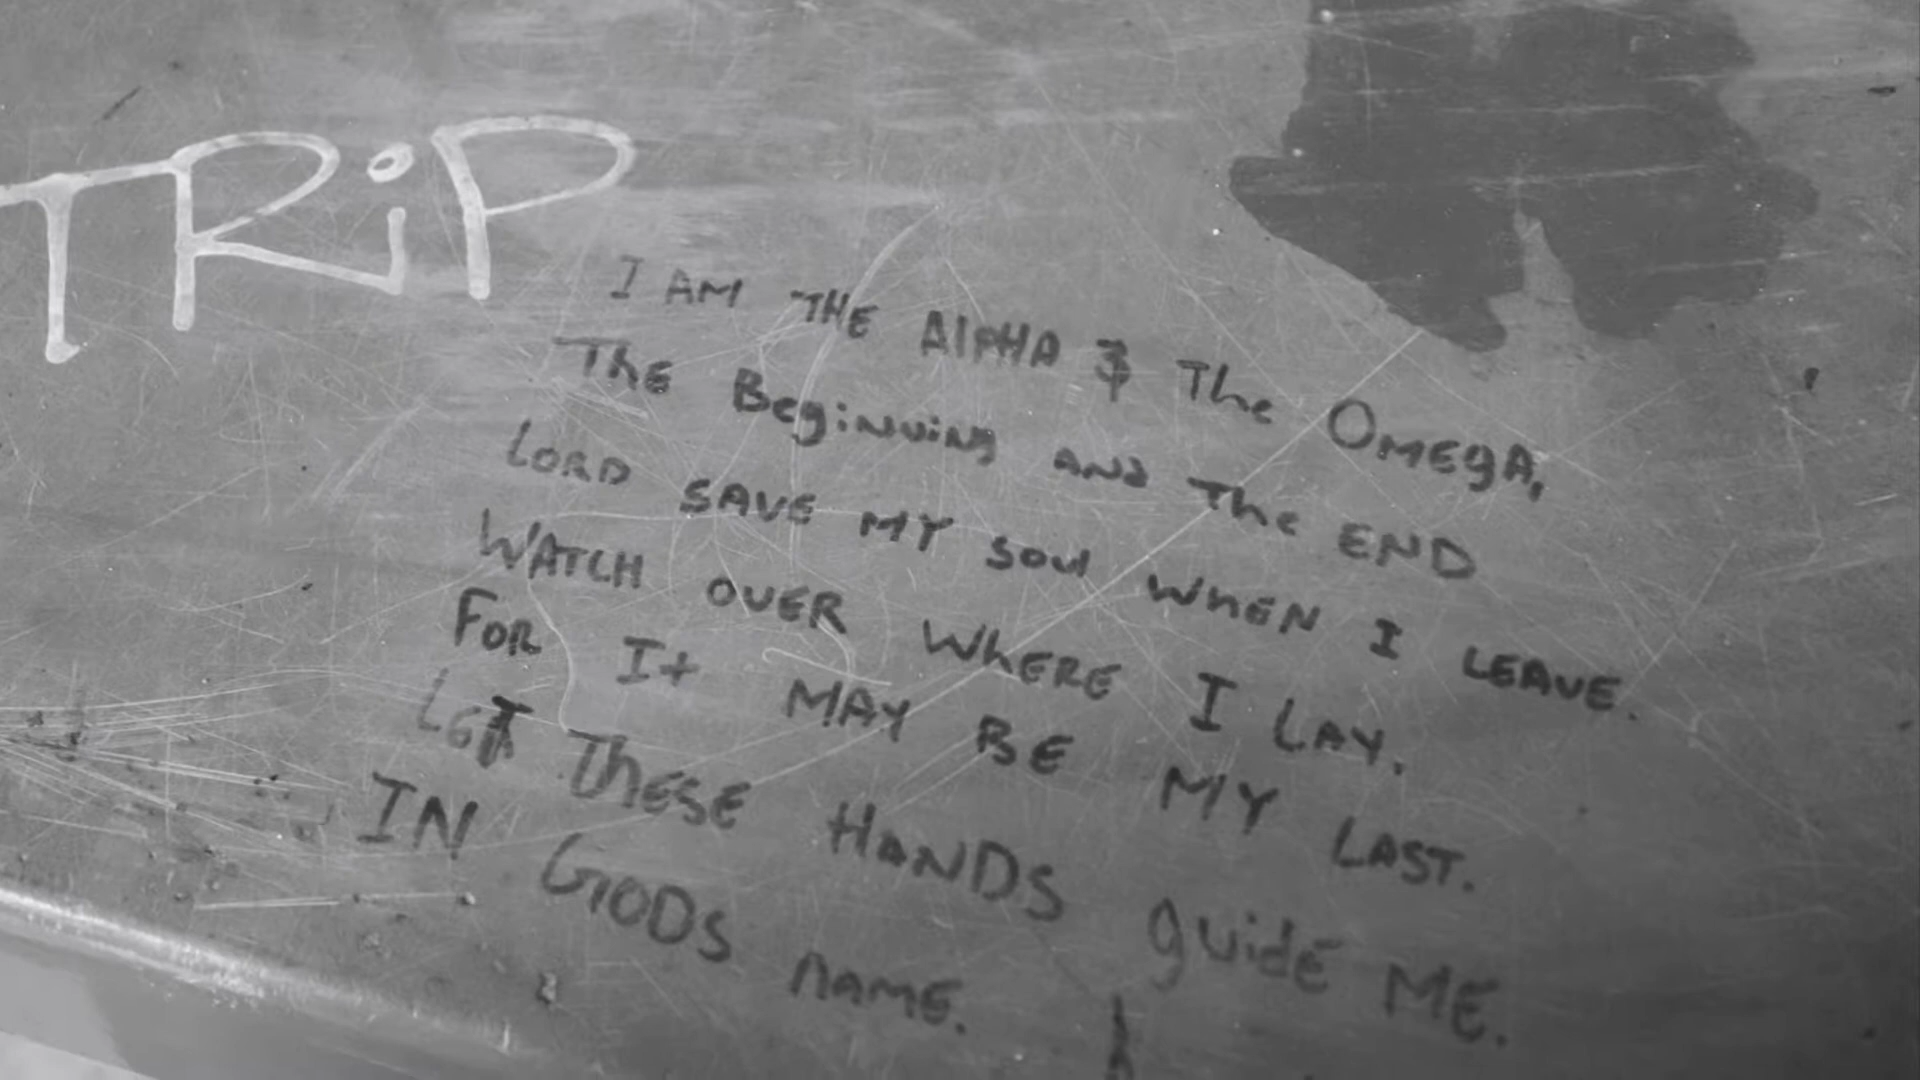 TRiP
I AM THE AlPHA & The OMEgA,
The Beginning and The END
LORD SAVE MY Soul WhEN I LEAVE.
WATCH OVER WhERE I LAY.
FOR It MAY BE MY LAST.
LET ThESE HaNDS guidE ME.
IN GODS NAME.